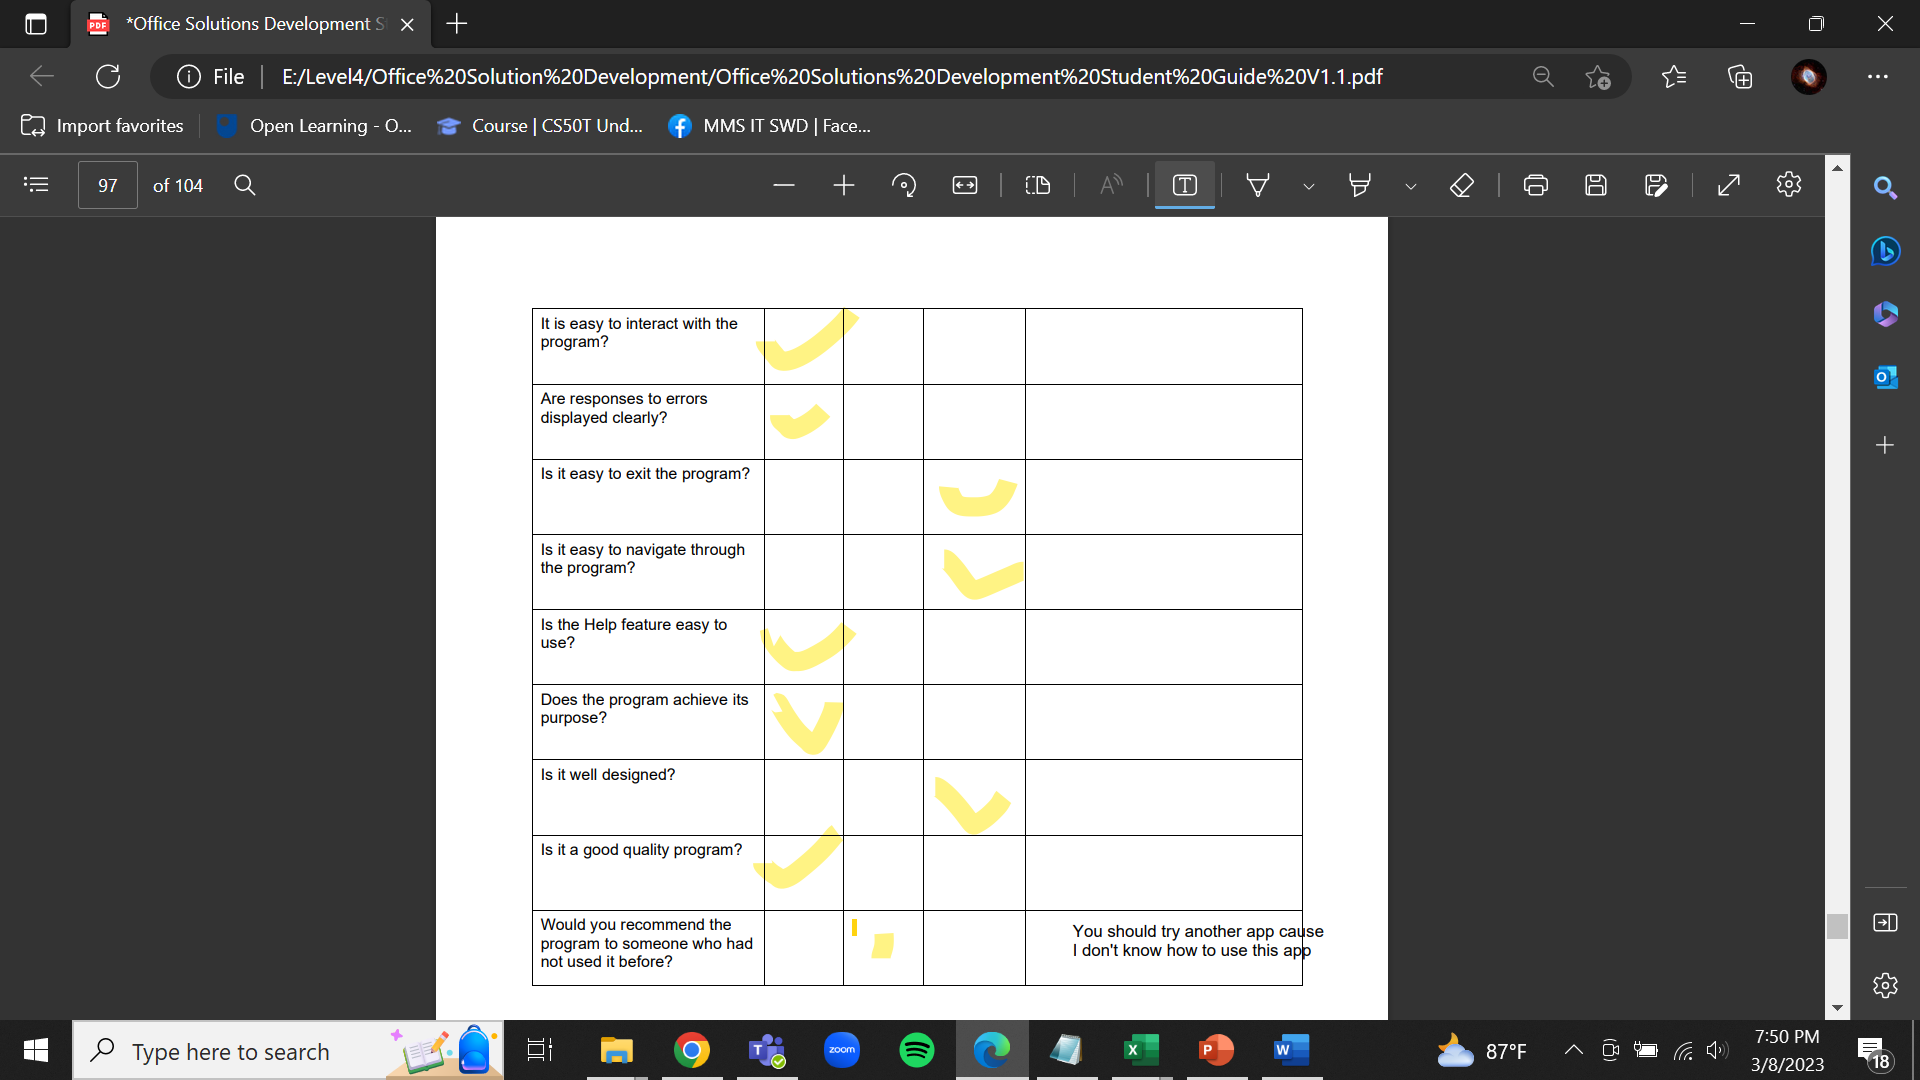 *Office Solutions Development S
File
E:/Level4/Office%20Solution%20Development/Office%20Solutions%20Development%20Student%20Guide%20V1.1.pdf
Import favorites
Open Learning - O...
Course | CS50T Und...
MMS IT SWD | Face...
97
of 104
It is easy to interact with the
program?
Are responses to errors
displayed clearly?
Is it easy to exit the program?
Is it easy to navigate through
the program?
Is the Help feature easy to
use?
Does the program achieve its
purpose?
Is it well designed?
Is it a good quality program?
Would you recommend the
program to someone who had
not used it before?
You should try another app cause
I don't know how to use this app
Type here to search
zoom
87°F
7:50 PM
3/8/2023
18